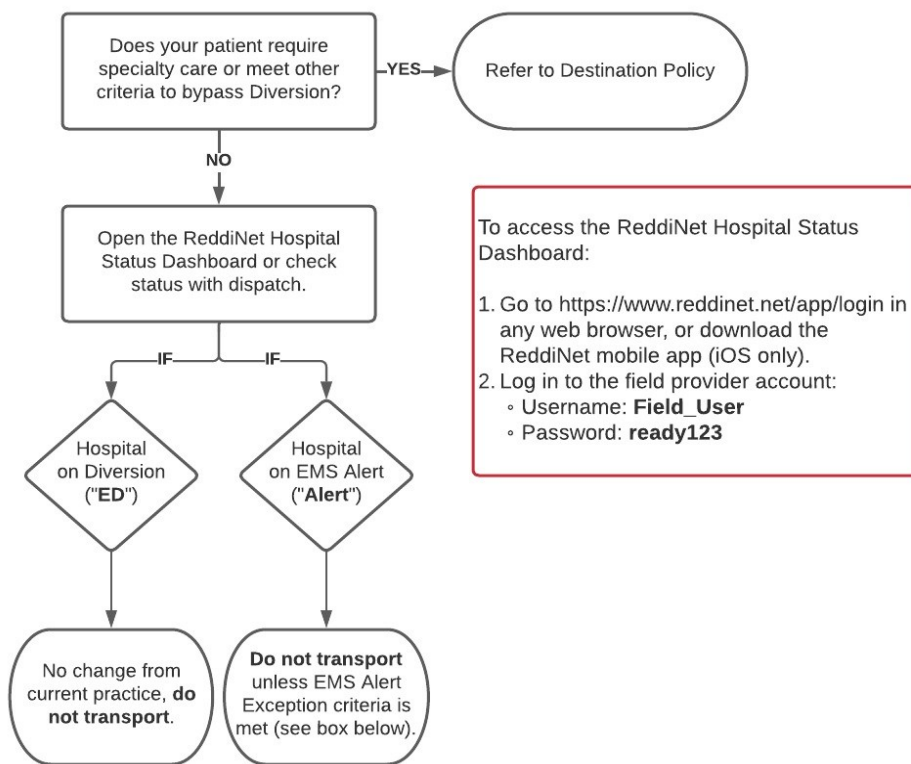 Does your patient require
specialty care or meet other
criteria to bypass Diversion?
YES
Refer to Destination Policy
NO
Open the ReddiNet Hospital
Status Dashboard or check
status with dispatch.
To access the ReddiNet Hospital Status
Dashboard:
1. Go to https://www.reddinet.net/app/login in
any web browser, or download the
ReddiNet mobile app (iOS only).
2. Log in to the field provider account:
◦ Username: Field_User
◦ Password: ready123
IF
IF
Hospital
on Diversion
("ED")
Hospital
on EMS Alert
("Alert")
No change from
current practice, do
not transport.
Do not transport
unless EMS Alert
Exception criteria is
met (see box below).